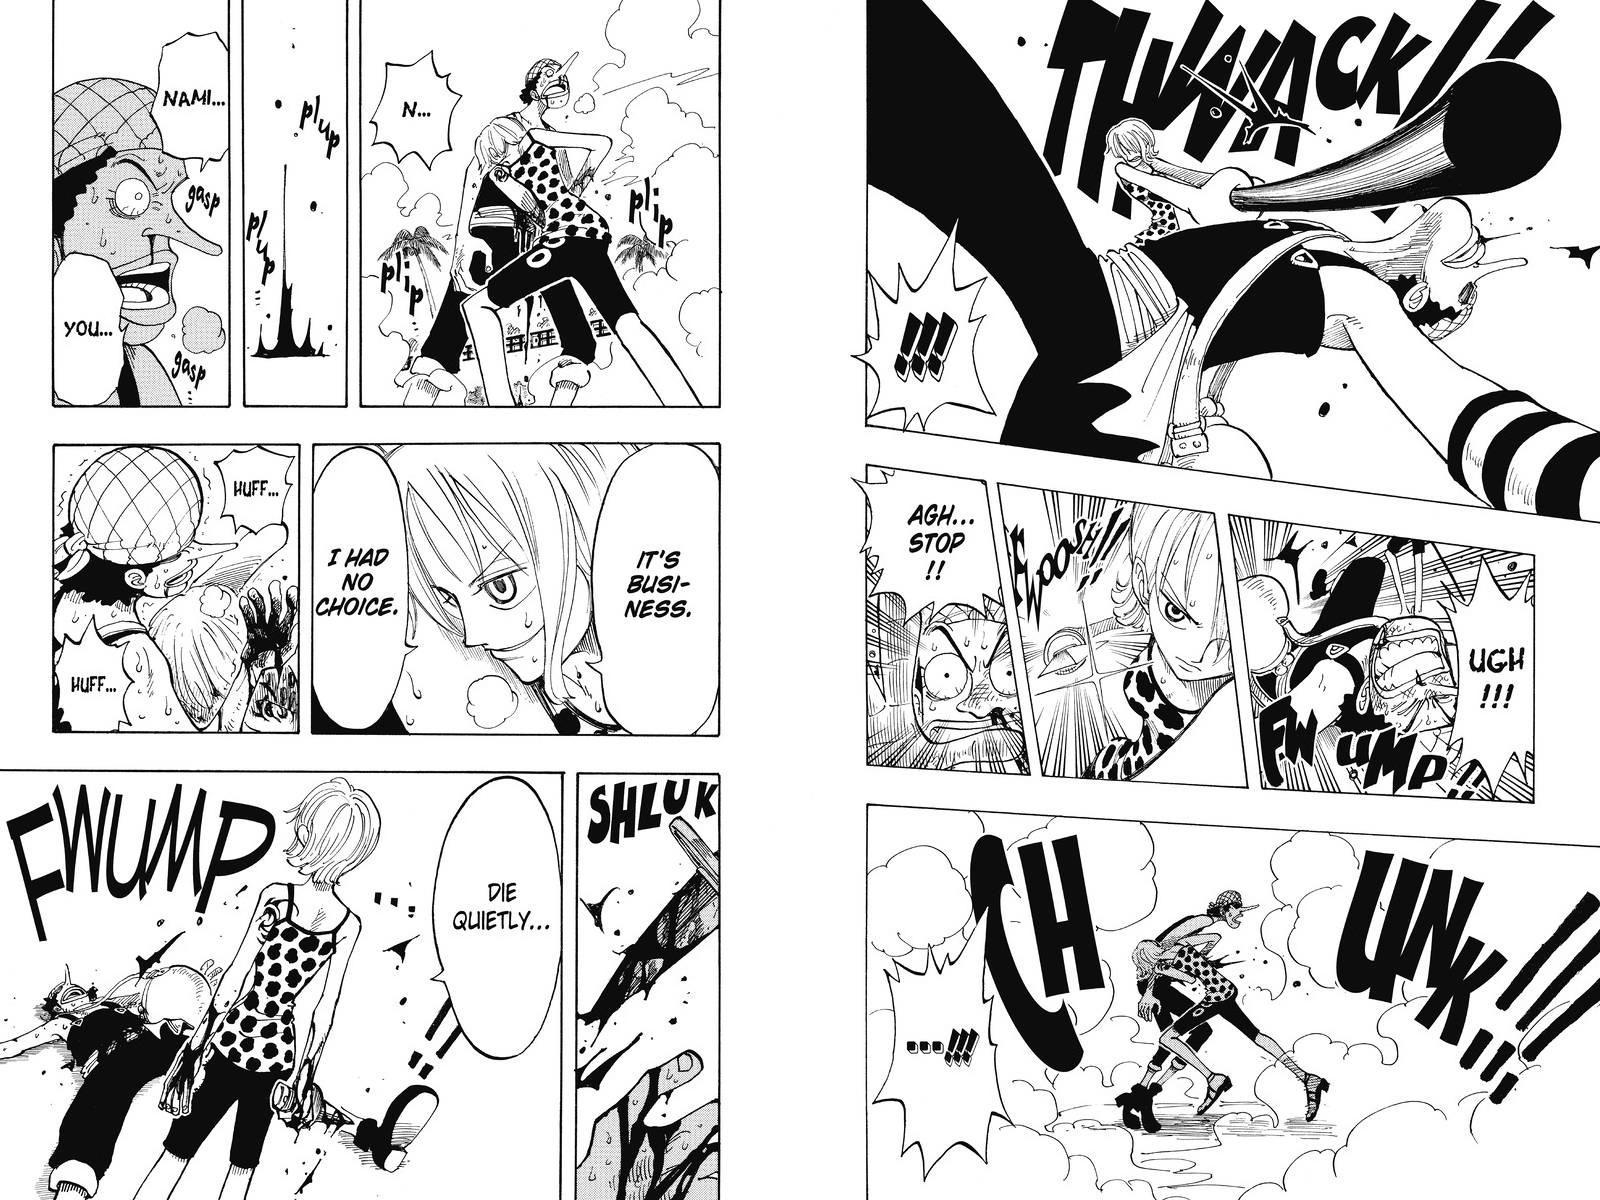 THWACK!!
!!!
UGH
!!!
FWUMP!!
FWOOOSH!!
AGH...
STOP
!!
CH
UNK!!!
...!!!
N...
plip
plip
plup
plup
...
NAMI...
gasp
YOU...
gasp
...
IT'S
BUSI-
NESS.
I HAD
NO
CHOICE.
HUFF...
HUFF...
SHLUK
DIE
QUIETLY...
FWUMP
...!!